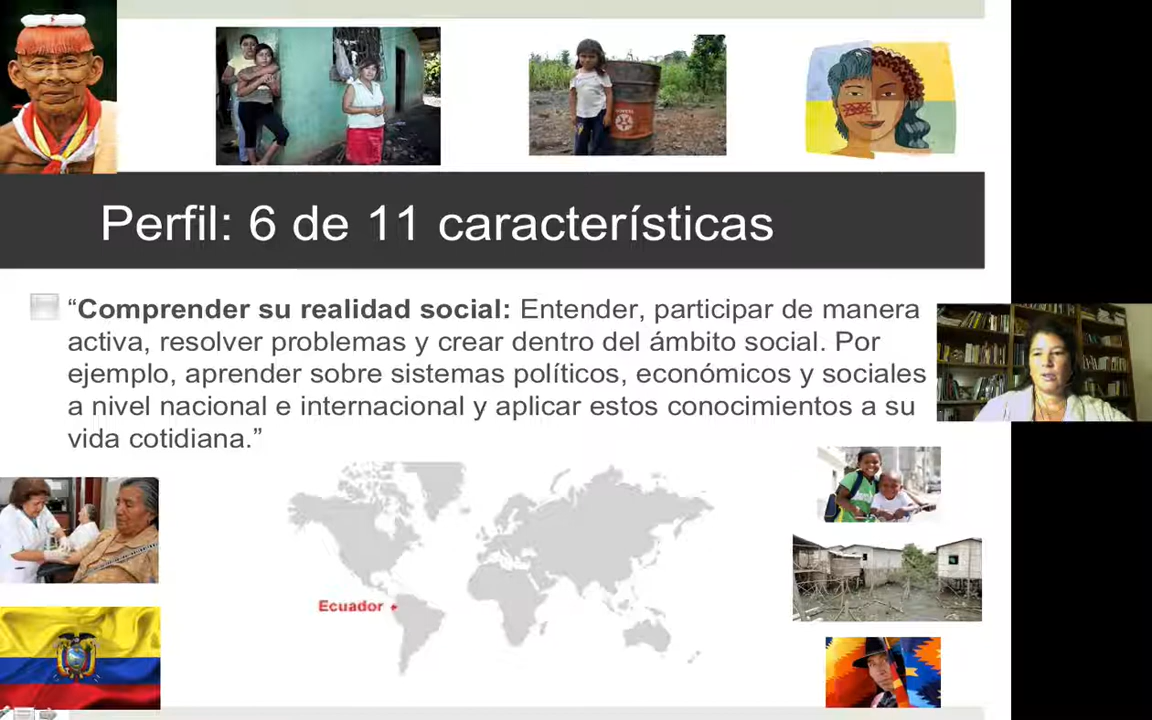 Perfil: 6 de 11 características
“Comprender su realidad social: Entender, participar de manera
activa, resolver problemas y crear dentro del ámbito social. Por
ejemplo, aprender sobre sistemas políticos, económicos y sociales
a nivel nacional e internacional y aplicar estos conocimientos a su
vida cotidiana.”
Ecuador